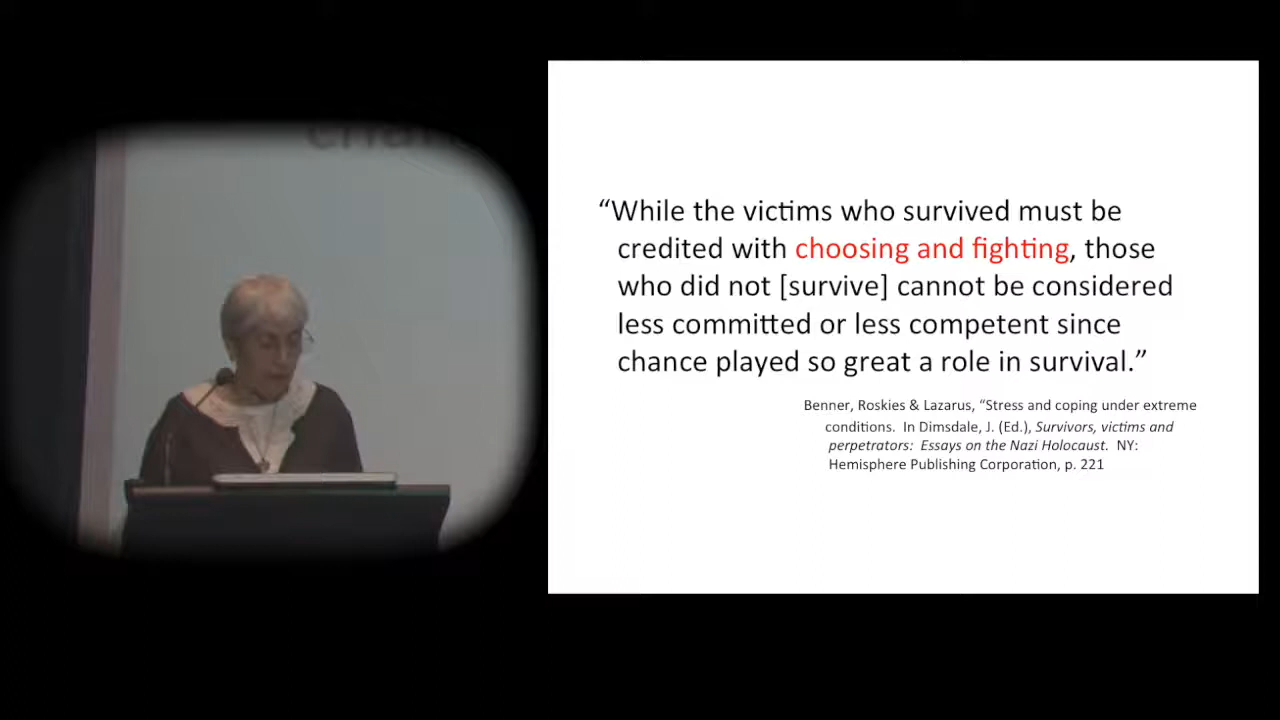 “While the victims who survived must be
credited with choosing and fighting, those
who did not [survive] cannot be considered
less committed or less competent since
chance played so great a role in survival.”
Benner, Roskies & Lazarus, “Stress and coping under extreme
conditions. In Dimsdale, J. (Ed.), Survivors, victims and
perpetrators: Essays on the Nazi Holocaust. NY:
Hemisphere Publishing Corporation, p. 221